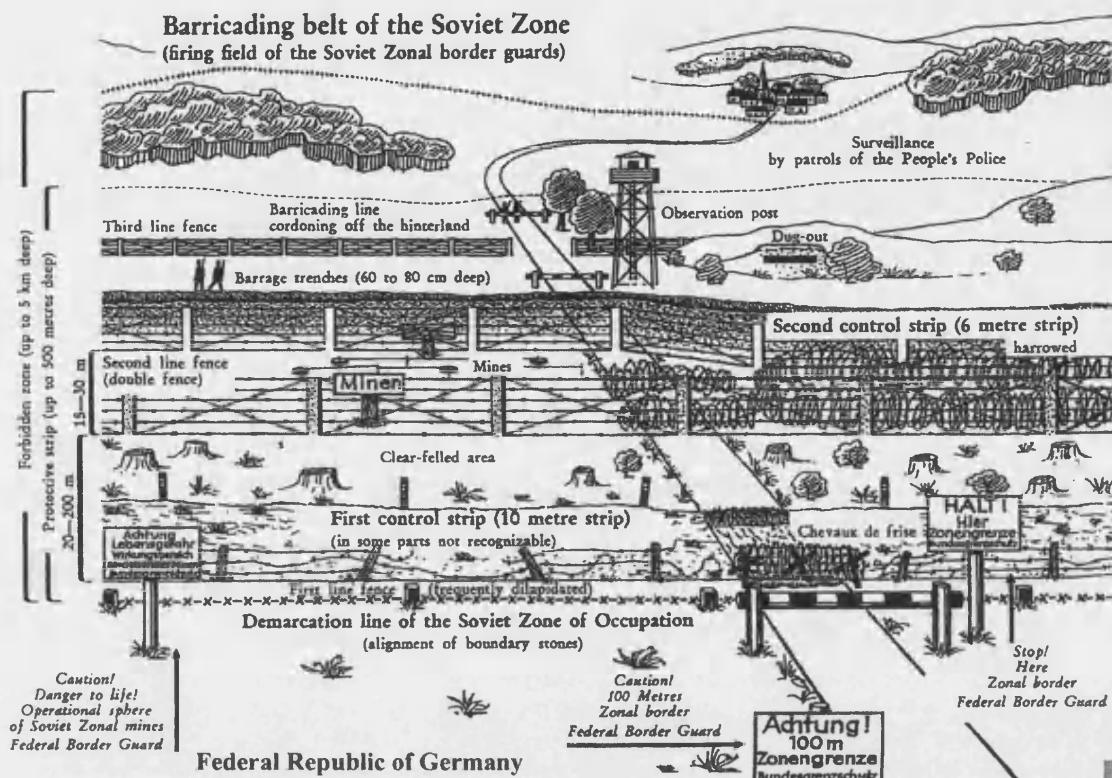 Barricading belt of the Soviet Zone
(firing field of the Soviet Zonal border guards)
Surveillance
by patrols of the People's Police
Third line fence
Barricading line
cordoning off the hinterland
Observation post
Dug-out
Barrage trenches (60 to 80 cm deep)
Second control strip (6 metre strip)
harrowed
Second line fence
(double fence)
Mines
Minen
Forbidden zone (up to 5 km deep)
Protective strip (up to 500 metres deep)
15—30 m
20—200 m
Clear-felled area
First control strip (10 metre strip)
(in some parts not recognizable)
Chevaux de frise
HALT!
Hier
Zonengrenze
Bundesgrenzschutz
Achtung
Lebensgefahr
First line fence (frequently dilapidated)
Demarcation line of the Soviet Zone of Occupation
(alignment of boundary stones)
Caution!
Danger to life!
Operational sphere
of Soviet Zonal mines
Federal Border Guard
Caution!
100 Metres
Zonal border
Federal Border Guard
Stop!
Here
Zonal border
Federal Border Guard
Achtung!
100 m
Zonengrenze
Bundesgrenzschutz
Federal Republic of Germany